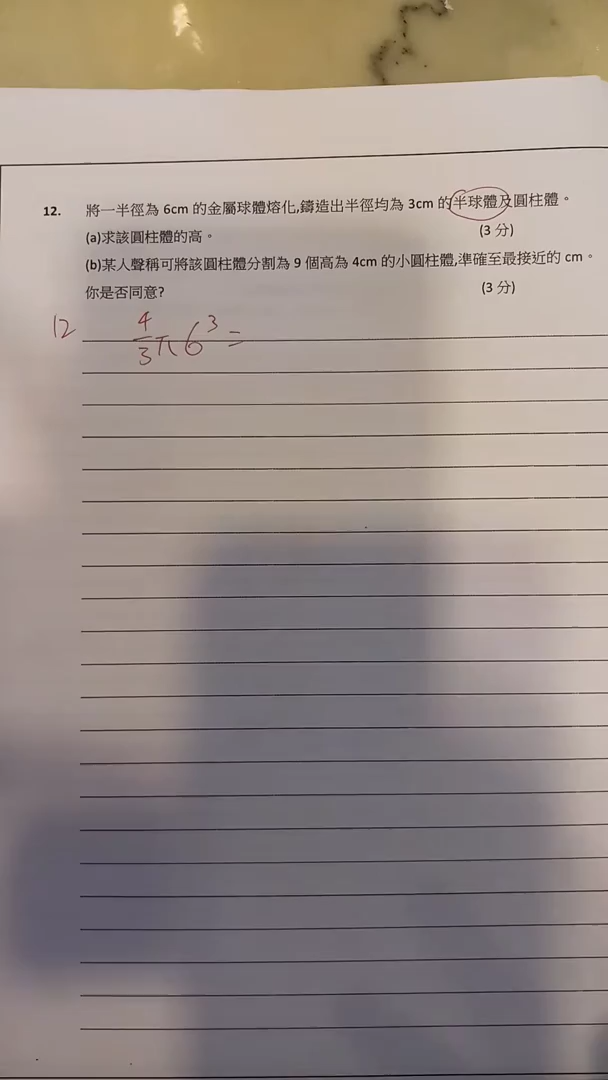 12. 將一半徑為 6cm 的金屬球體熔化,鑄造出半徑均為 3cm 的半球體及圓柱體。
(a)求該圓柱體的高。 (3 分)
(b)某人聲稱可將該圓柱體分割為 9 個高為 4cm 的小圓柱體,準確至最接近的 cm。
你是否同意? (3 分)
12 4/3 π 6³ =